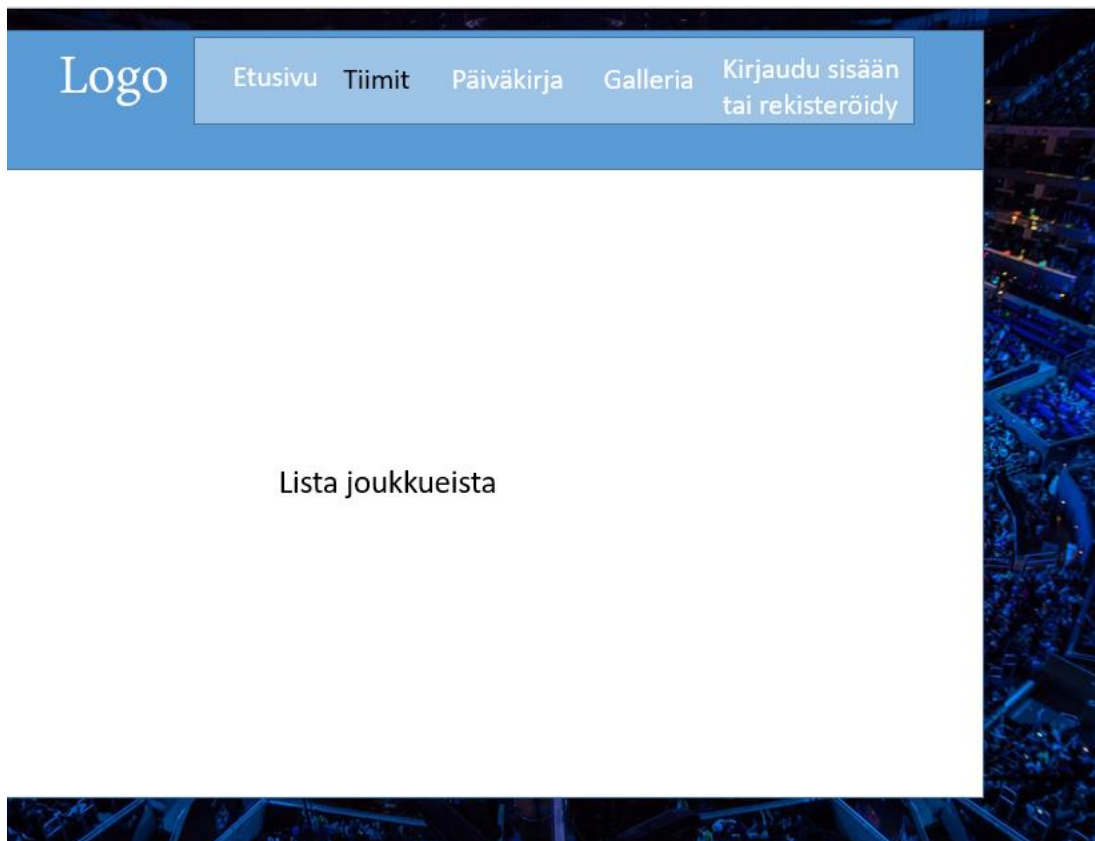 Logo
Etusivu Tiimit Päiväkirja Galleria Kirjaudu sisään
tai rekisteröidy
Lista joukkueista